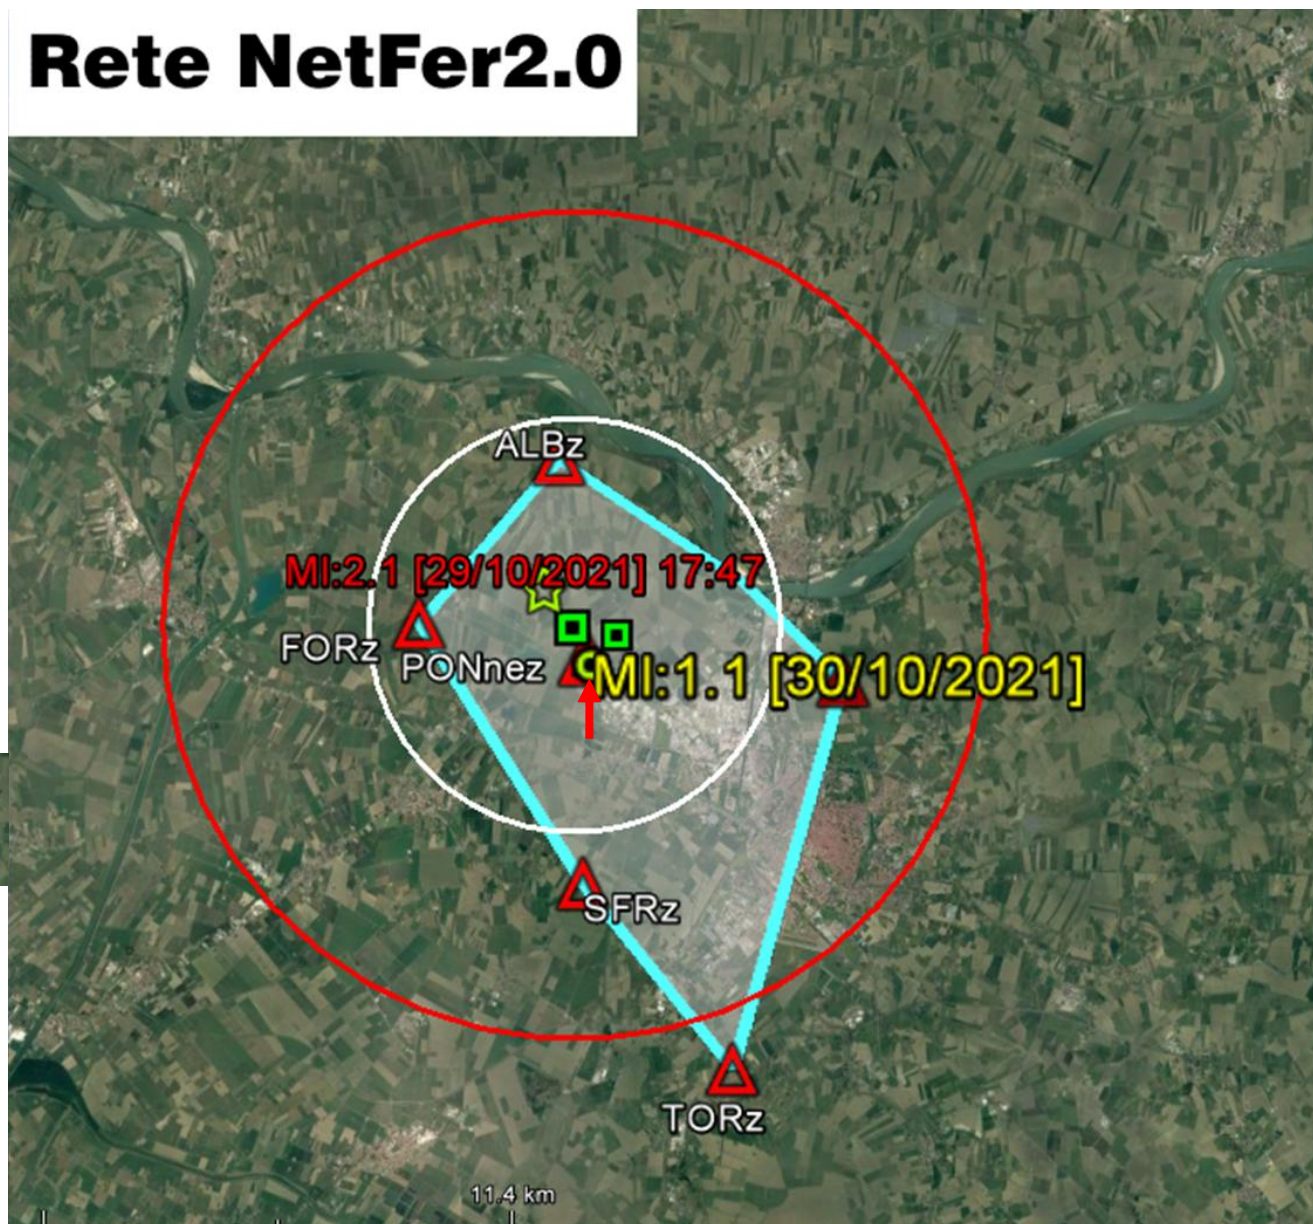 Rete NetFer2.0
ALBz
MI:2.1 [29/10/2021] 17:47
FORz
PONnez
MI:1.1 [30/10/2021]
SFRz
TORz
11.4 km